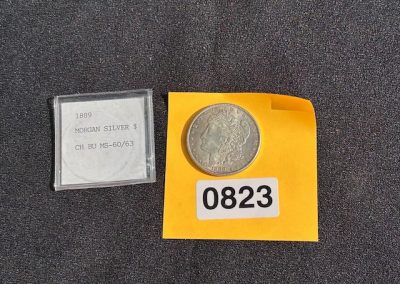 1889
MORGAN SILVER $
CH BU MS-60/63
0823